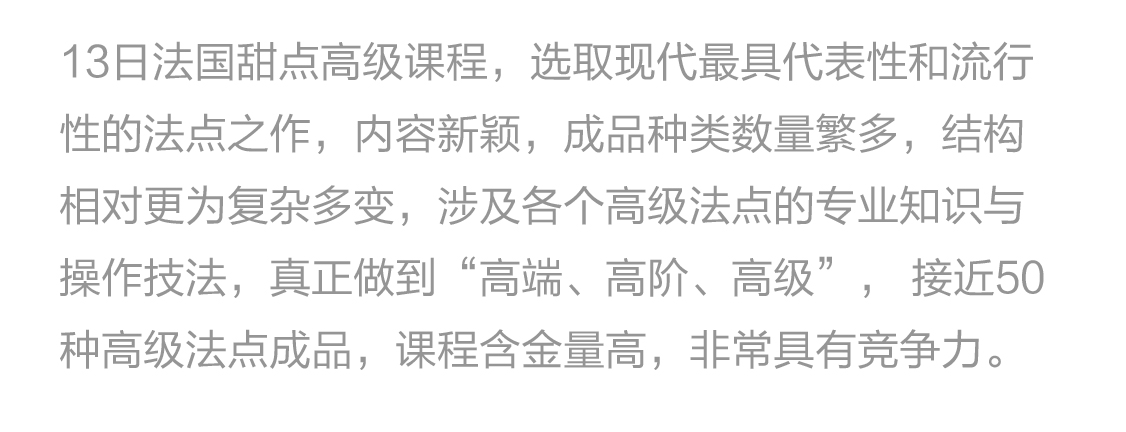 13日法国甜点高级课程，选取现代最具代表性和流行
性的法点之作，内容新颖，成品种类数量繁多，结构
相对更为复杂多变，涉及各个高级法点的专业知识与
操作技法，真正做到“高端、高阶、高级”， 接近50
种高级法点成品，课程含金量高，非常具有竞争力。